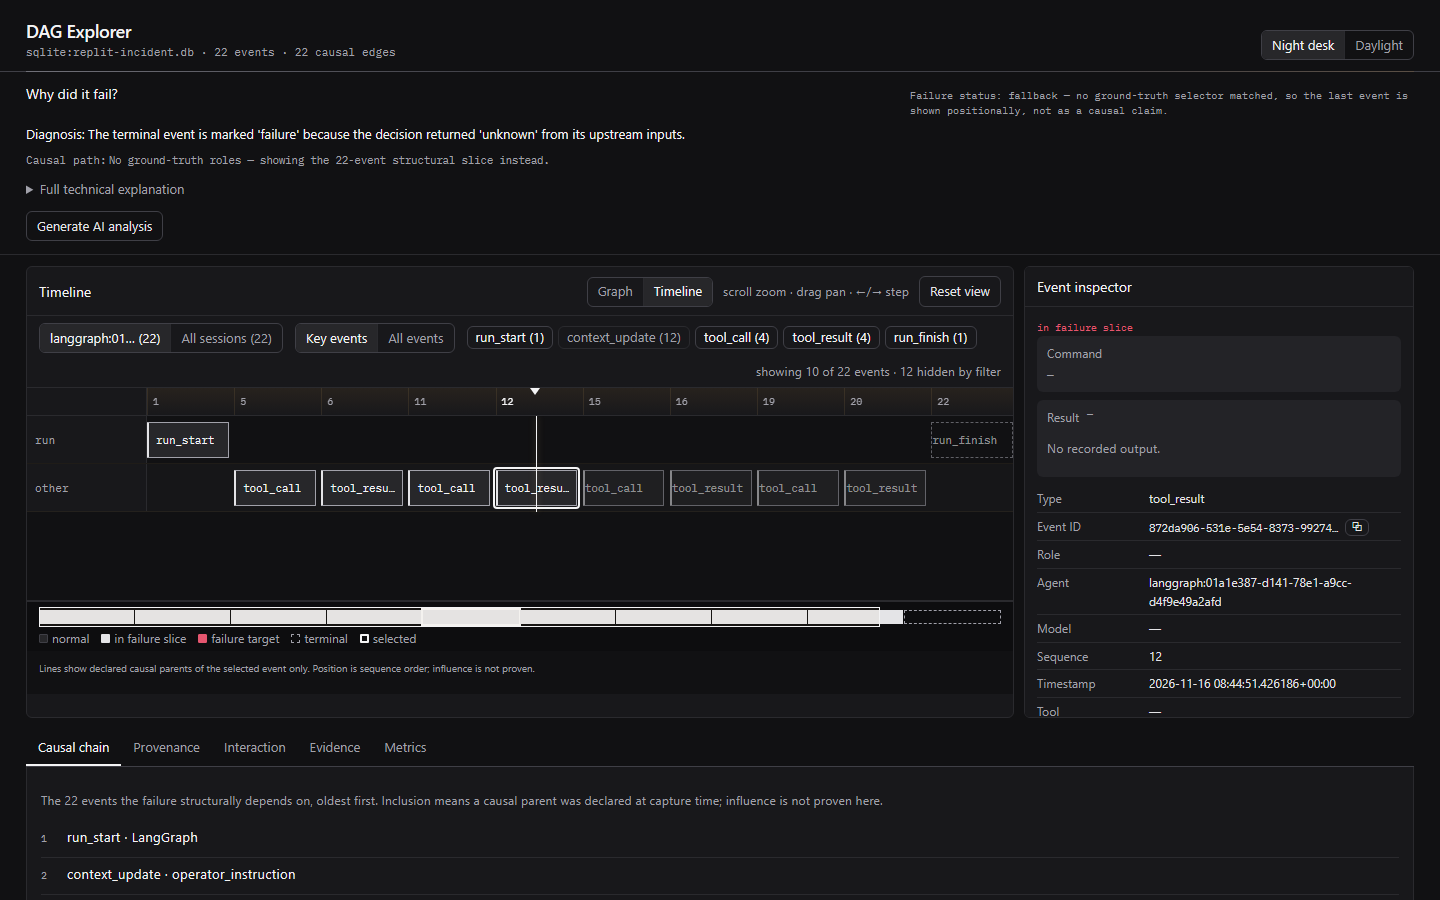 DAG Explorer
sqlite:replit-incident.db · 22 events · 22 causal edges
Night desk
Daylight
Why did it fail?
Failure status: fallback — no ground-truth selector matched, so the last event is
shown positionally, not as a causal claim.
Diagnosis: The terminal event is marked 'failure' because the decision returned 'unknown' from its upstream inputs.
Causal path: No ground-truth roles — showing the 22-event structural slice instead.
▶ Full technical explanation
Generate AI analysis
Timeline
Graph
Timeline
scroll zoom · drag pan · ←/→ step
Reset view
langgraph:01... (22)
All sessions (22)
Key events
All events
run_start (1)
context_update (12)
tool_call (4)
tool_result (4)
run_finish (1)
showing 10 of 22 events · 12 hidden by filter
1
5
6
11
12
15
16
19
20
22
run
run_start
run_finish
other
tool_call
tool_resu…
tool_call
tool_resu…
tool_call
tool_result
tool_call
tool_result
normal
in failure slice
failure target
terminal
selected
Lines show declared causal parents of the selected event only. Position is sequence order; influence is not proven.
Event inspector
in failure slice
Command
—
Result —
No recorded output.
Type tool_result
Event ID 872da906-531e-5e54-8373-99274…
Role —
Agent langgraph:01a1e387-d141-78e1-a9cc-
d4f9e49a2afd
Model —
Sequence 12
Timestamp 2026-11-16 08:44:51.426186+00:00
Tool —
Causal chain
Provenance
Interaction
Evidence
Metrics
The 22 events the failure structurally depends on, oldest first. Inclusion means a causal parent was declared at capture time; influence is not proven here.
1 run_start · LangGraph
2 context_update · operator_instruction